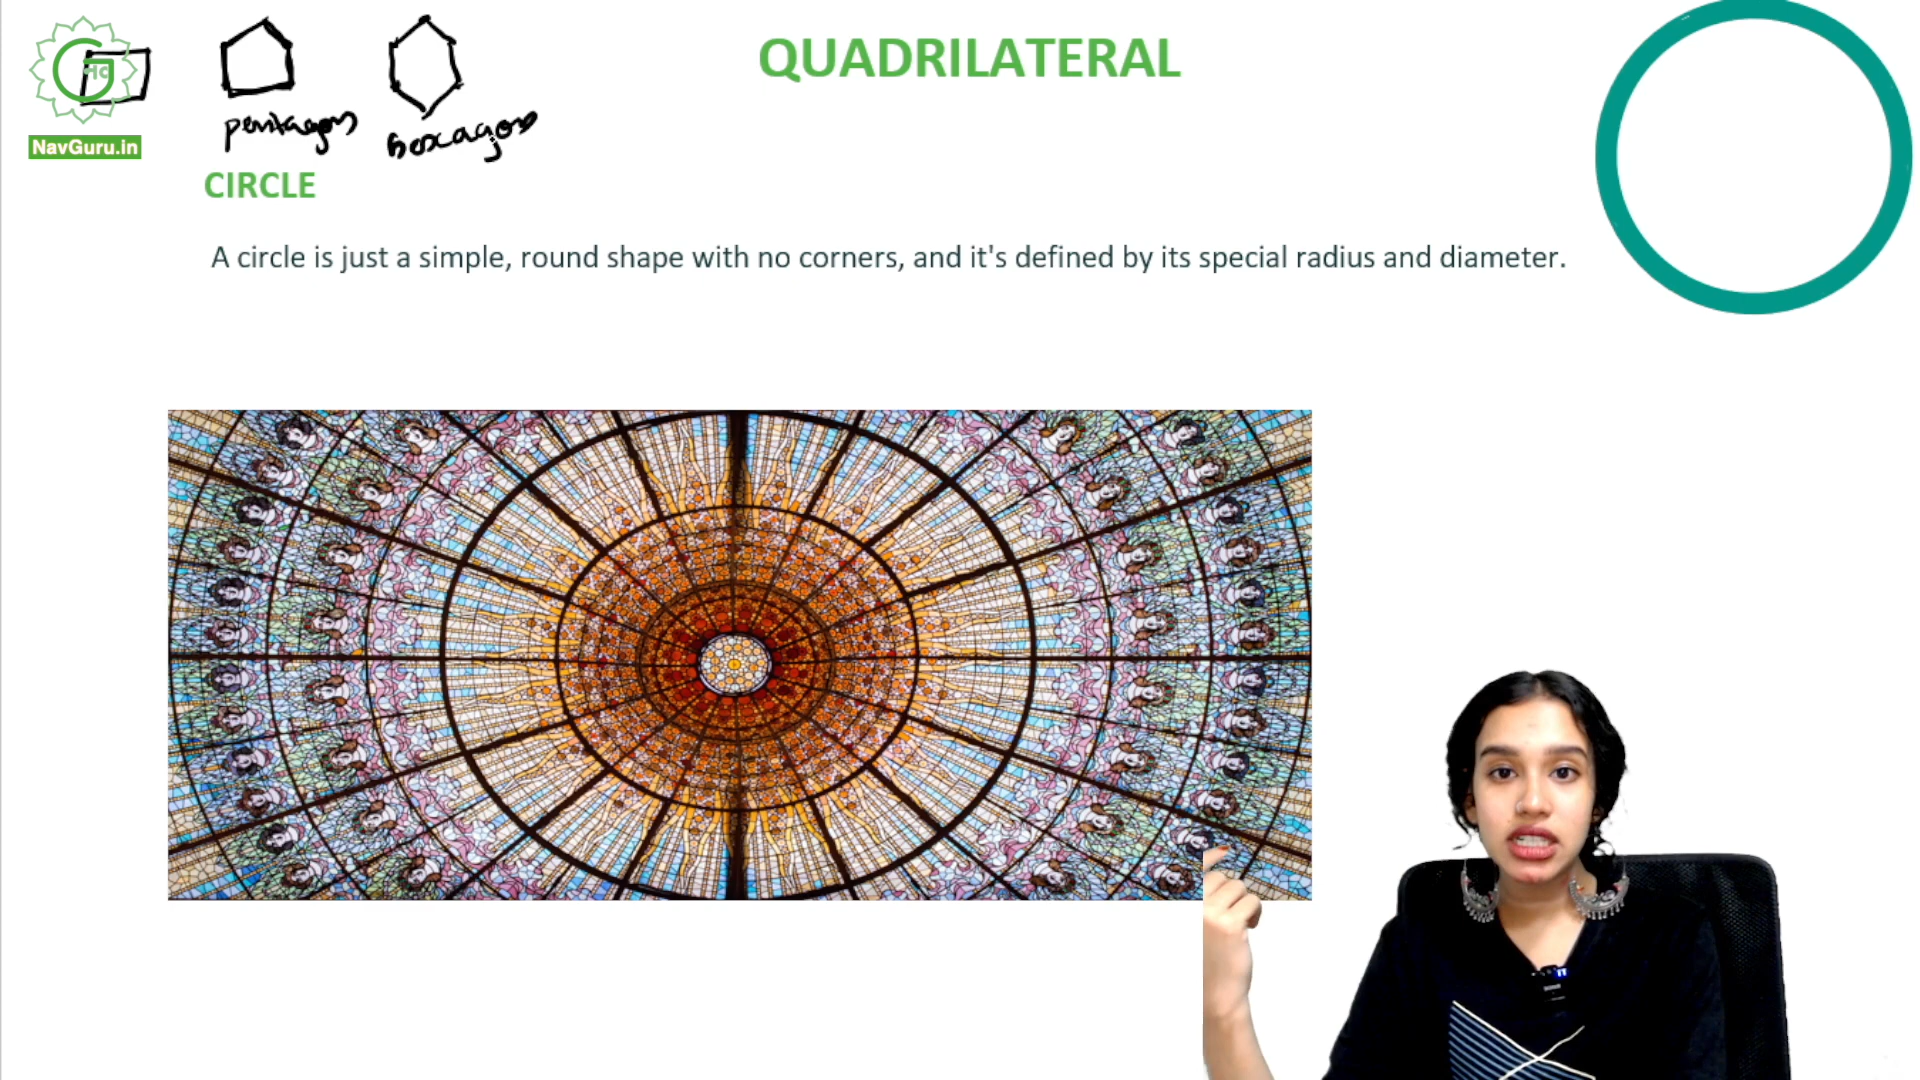 QUADRILATERAL
pentagon
hexagon
NavGuru.in
CIRCLE
A circle is just a simple, round shape with no corners, and it's defined by its special radius and diameter.